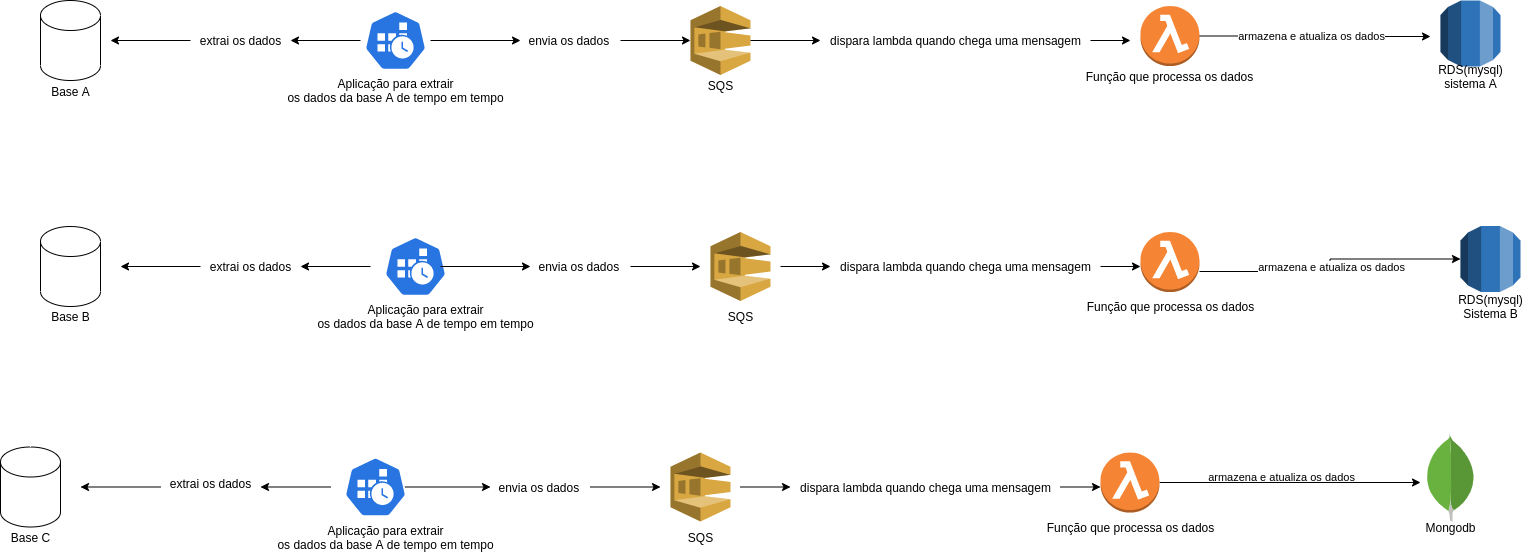 extrai os dados
envia os dados
dispara lambda quando chega uma mensagem
armazena e atualiza os dados
Base A
Aplicação para extrair
os dados da base A de tempo em tempo
SQS
Função que processa os dados
RDS(mysql)
sistema A
extrai os dados
envia os dados
dispara lambda quando chega uma mensagem
armazena e atualiza os dados
Base B
Aplicação para extrair
os dados da base A de tempo em tempo
SQS
Função que processa os dados
RDS(mysql)
Sistema B
extrai os dados
envia os dados
dispara lambda quando chega uma mensagem
armazena e atualiza os dados
Base C
Aplicação para extrair
os dados da base A de tempo em tempo
SQS
Função que processa os dados
Mongodb